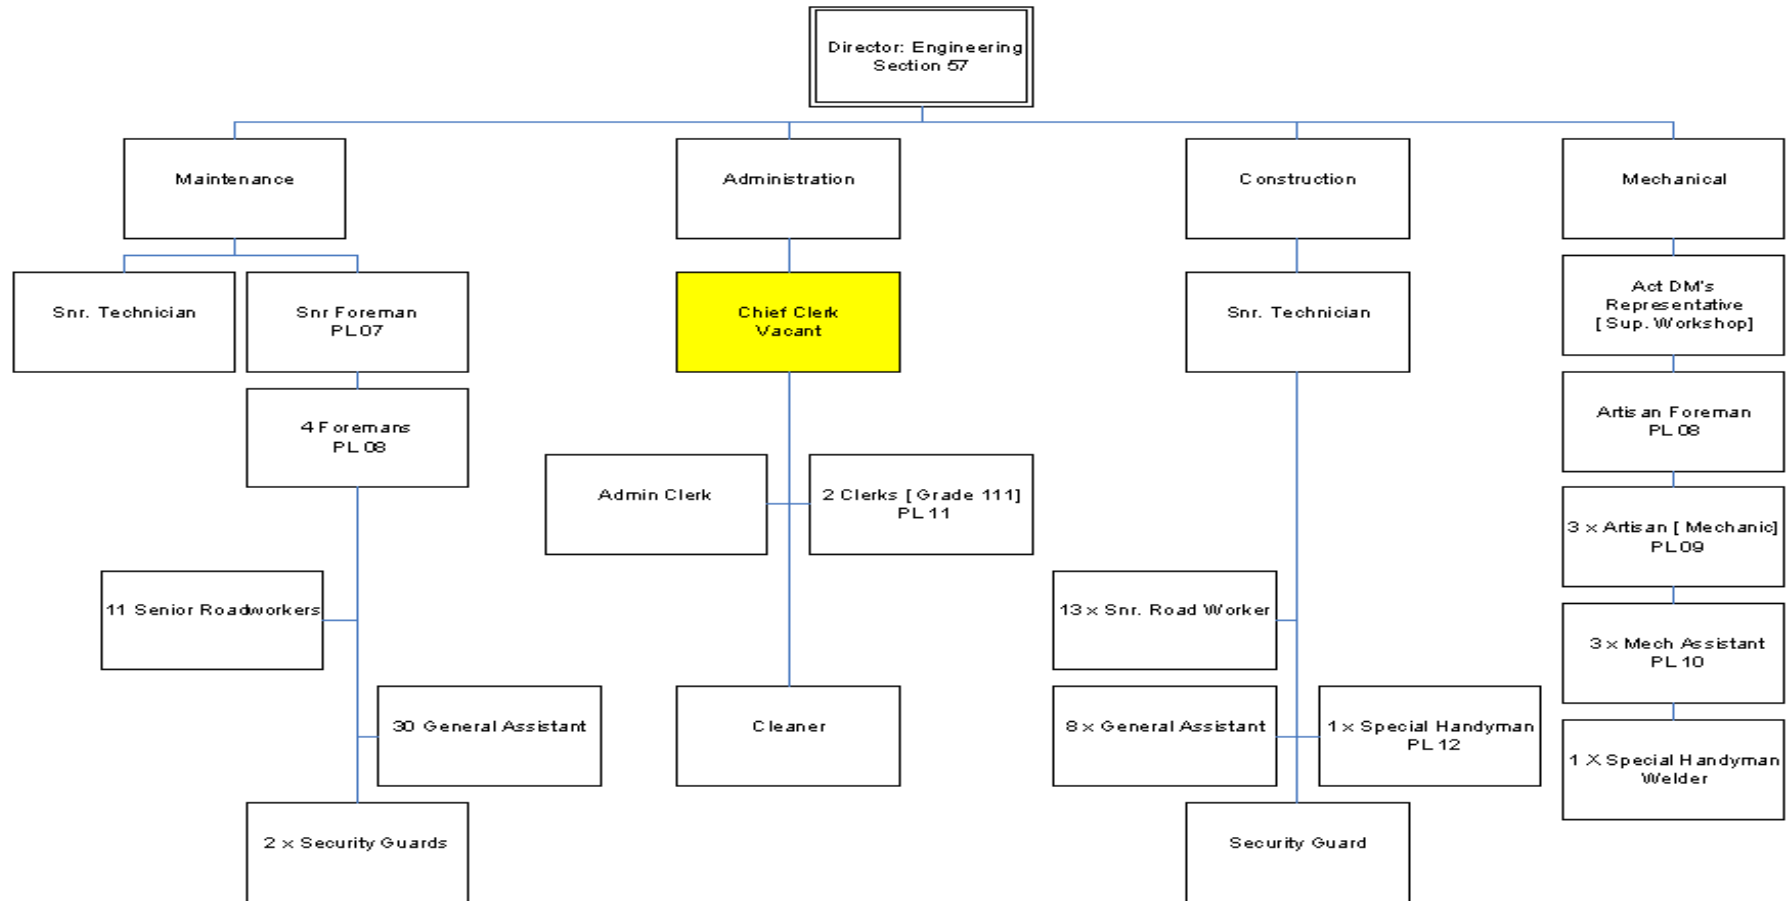 Director: Engineering
Section 57
Maintenance
Administration
Construction
Mechanical
Snr. Technician
Snr Foreman
PL07
Chief Clerk
Vacant
Snr. Technician
Act DM's
Representative
[ Sup. Workshop]
4 Foremans
PL 08
Artisan Foreman
PL 08
Admin Clerk
2 Clerks [ Grade 111]
PL 11
3 x Artisan [ Mechanic]
PL 09
11 Senior Roadworkers
13 x Snr. Road Worker
3 x Mech Assistant
PL 10
30 General Assistant
Cleaner
8 x General Assistant
1 x Special Handyman
PL 12
1 X Special Handyman
Welder
2 x Security Guards
Security Guard